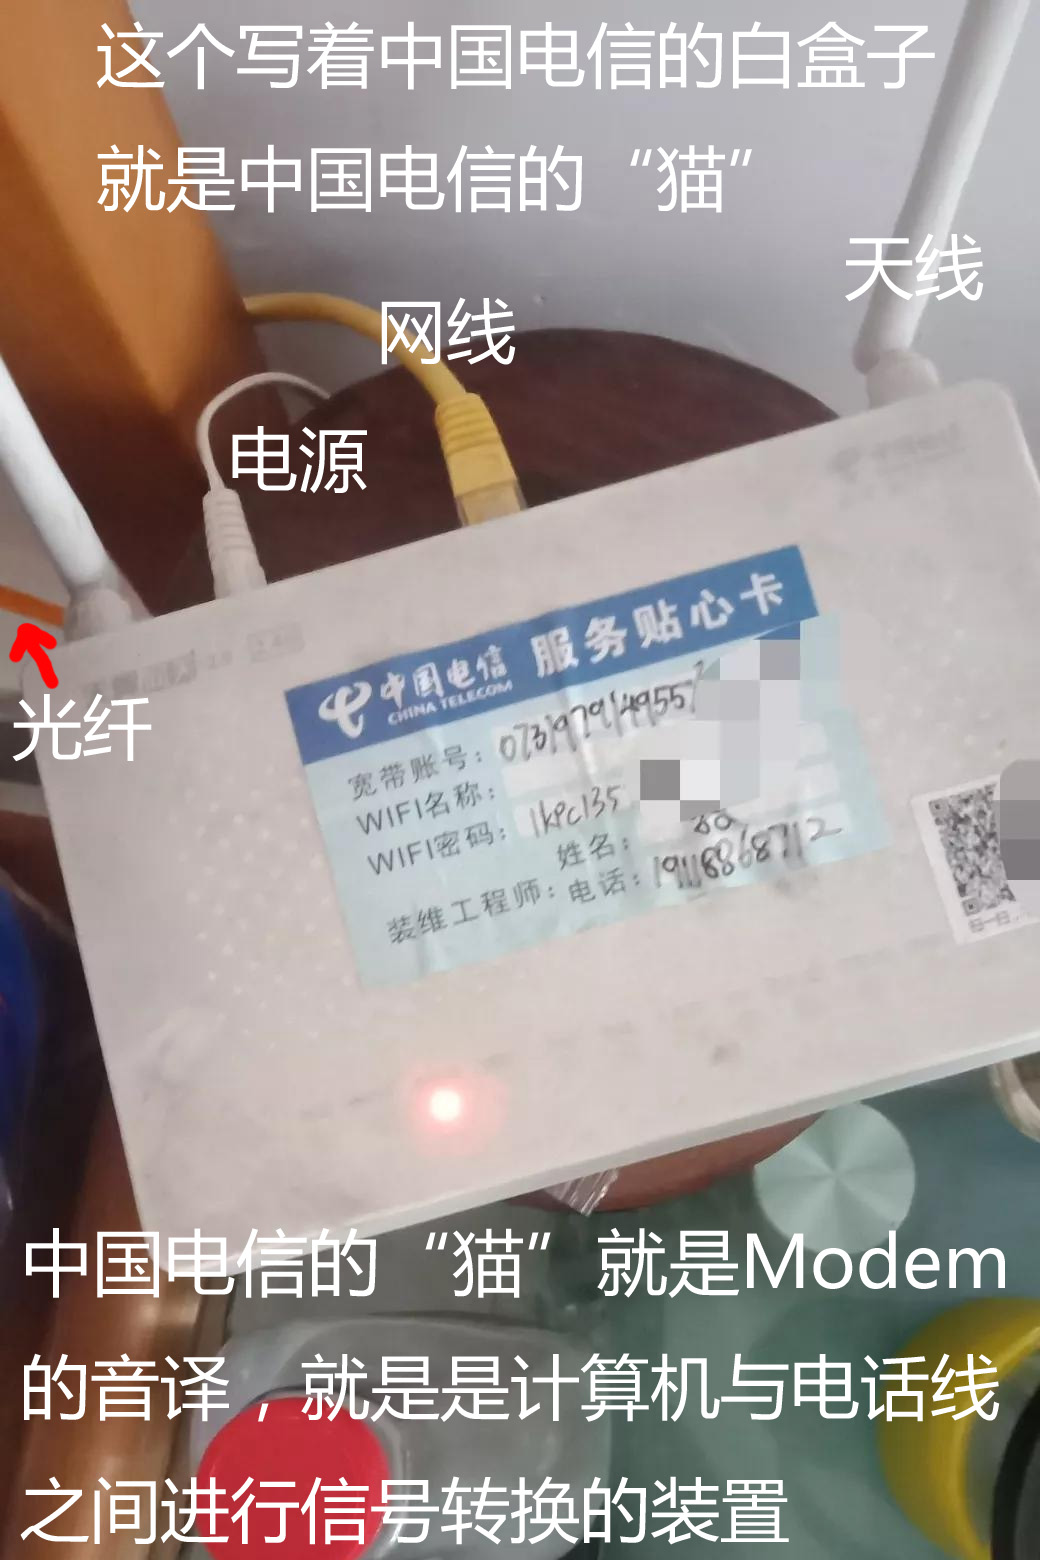 这个写着中国电信的白盒子
就是中国电信的“猫”
天线
网线
电源
光纤
中国电信 服务贴心卡
CHINA TELECOM
宽带账号：
WIFI名称：
WIFI密码：
姓名：
装维工程师：电话：19118868712
扫一扫
中国电信的“猫”就是Modem
的音译，就是是计算机与电话线
之间进行信号转换的装置